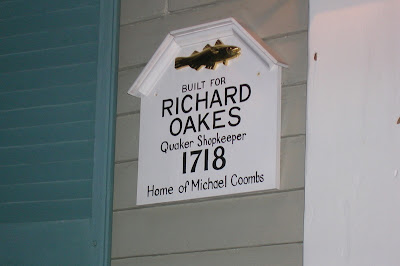 BUILT FOR
RICHARD
OAKES
Quaker Shopkeeper
1718
Home of Michael Coombs